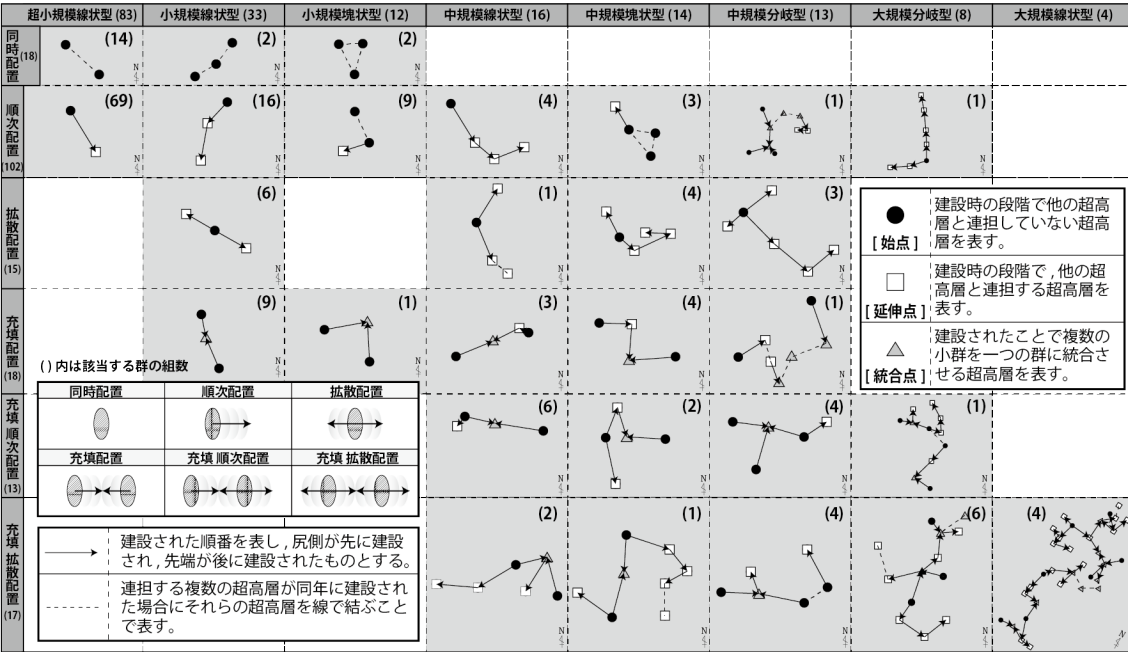 超小規模線状型 (83) 小規模線状型 (33) 小規模塊状型 (12) 中規模線状型 (16) 中規模塊状型 (14) 中規模分岐型 (13) 大規模分岐型 (8) 大規模線状型 (4)
同時配置 (18) (14) (2) (2)
N N N
順次配置 (102) (69) (16) (9) (4) (3) (1) (1)
N N N N N N N
拡散配置 (15) (6) (1) (4) (3)
N N N N
充填配置 (18) (9) (1) (3) (4) (1)
N N N N N
充填 順次配置 (13) (6) (2) (4) (1)
N N N N
充填 拡散配置 (17) (2) (1) (4) (6) (4)
N N N N N
[ 始点 ]
建設時の段階で他の超高
層と連担していない超高
層を表す。
[ 延伸点 ]
建設時の段階で , 他の超
高層と連担する超高層を
表す。
[ 統合点 ]
建設されたことで複数の
小群を一つの群に統合さ
せる超高層を表す。
( ) 内は該当する群の組数
同時配置 順次配置 拡散配置
充填配置 充填 順次配置 充填 拡散配置
建設された順番を表し , 尻側が先に建設
され , 先端が後に建設されたものとする。
連担する複数の超高層が同年に建設され
た場合にそれらの超高層を線で結ぶこと
で表す。